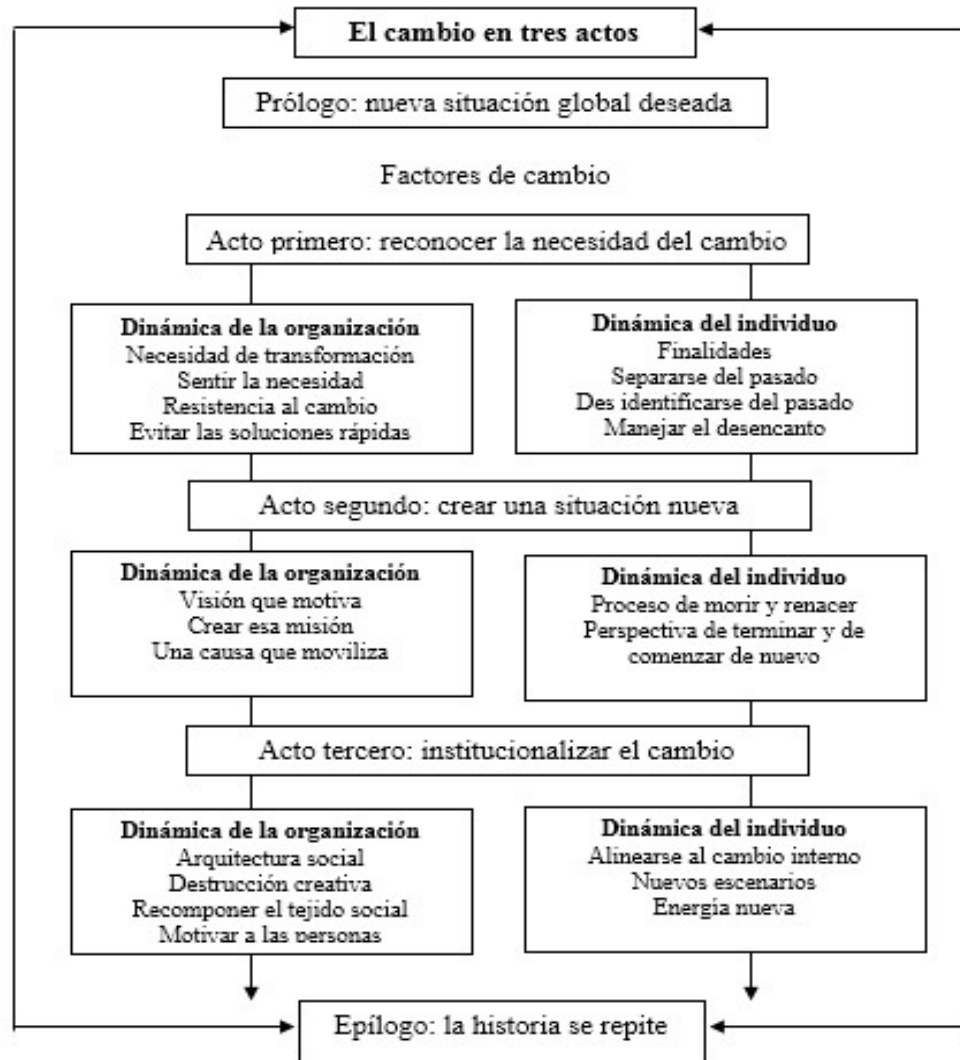 El cambio en tres actos
Prólogo: nueva situación global deseada
Factores de cambio
Acto primero: reconocer la necesidad del cambio
Dinámica de la organización
Necesidad de transformación
Sentir la necesidad
Resistencia al cambio
Evitar las soluciones rápidas
Dinámica del individuo
Finalidades
Separarse del pasado
Des identificarse del pasado
Manejar el desencanto
Acto segundo: crear una situación nueva
Dinámica de la organización
Visión que motiva
Crear esa misión
Una causa que moviliza
Dinámica del individuo
Proceso de morir y renacer
Perspectiva de terminar y de
comenzar de nuevo
Acto tercero: institucionalizar el cambio
Dinámica de la organización
Arquitectura social
Destrucción creativa
Recomponer el tejido social
Motivar a las personas
Dinámica del individuo
Alinearse al cambio interno
Nuevos escenarios
Energía nueva
Epílogo: la historia se repite